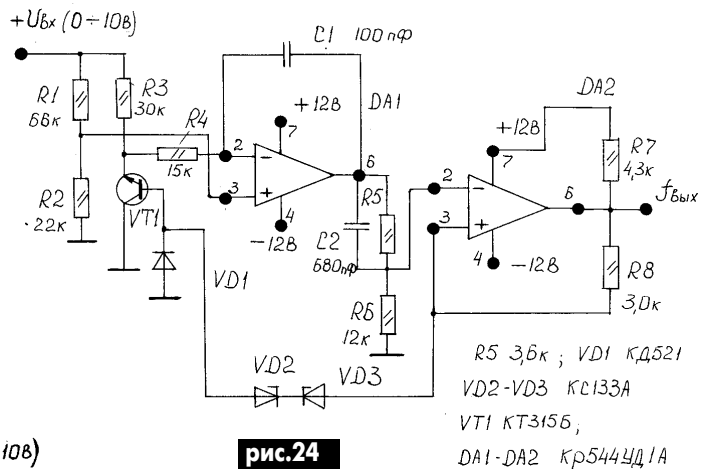 +Uвх (0÷10в)
C1 100пф
+12В
DA1
DA2
R1
68к
R3
30к
R4
15к
2
7
6
3
4
-12В
R2
22к
VT1
VD1
R5
C2
680пф
R6
12к
2
+12В
7
3
4
-12В
6
R7
4,3к
fвых
R8
3,0к
VD2
VD3
R5 3,6к ; VD1 КД521
VD2-VD3 КС133А
VT1 КТ315Б;
DA1-DA2 Кр544УД1А
10в)
рис.24